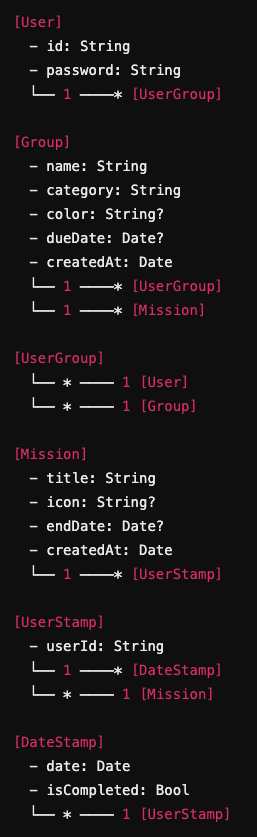 [User]
– id: String
– password: String
└── 1 ────* [UserGroup]
[Group]
– name: String
– category: String
– color: String?
– dueDate: Date?
– createdAt: Date
└── 1 ────* [UserGroup]
└── 1 ────* [Mission]
[UserGroup]
└── * ──── 1 [User]
└── * ──── 1 [Group]
[Mission]
– title: String
– icon: String?
– endDate: Date?
– createdAt: Date
└── 1 ────* [UserStamp]
[UserStamp]
– userId: String
└── 1 ────* [DateStamp]
└── * ──── 1 [Mission]
[DateStamp]
– date: Date
– isCompleted: Bool
└── * ──── 1 [UserStamp]